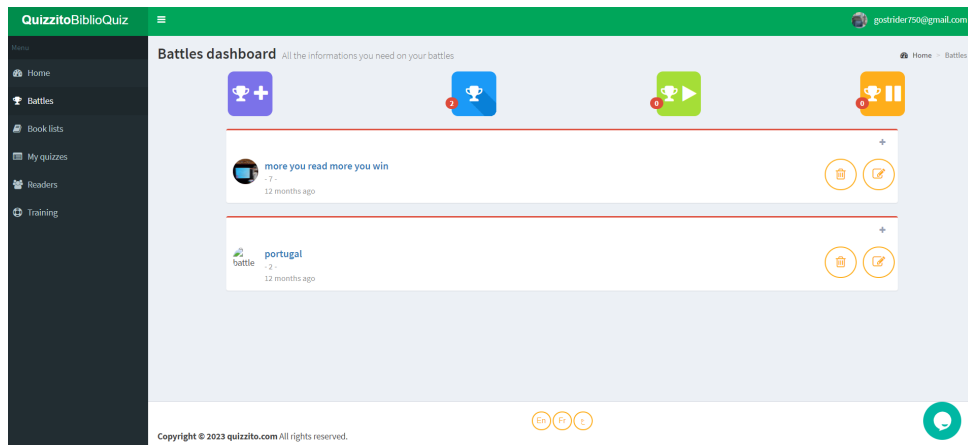 QuizzitoBiblioQuiz
gostrider750@gmail.com
Menu
Home
Battles
Book lists
My quizzes
Readers
Training
Battles dashboard All the informations you need on your battles
Home > Battles
2
0
0
more you read more you win
- 7 -
12 months ago
battle
portugal
- 2 -
12 months ago
En Fr ع
Copyright © 2023 quizzito.com All rights reserved.